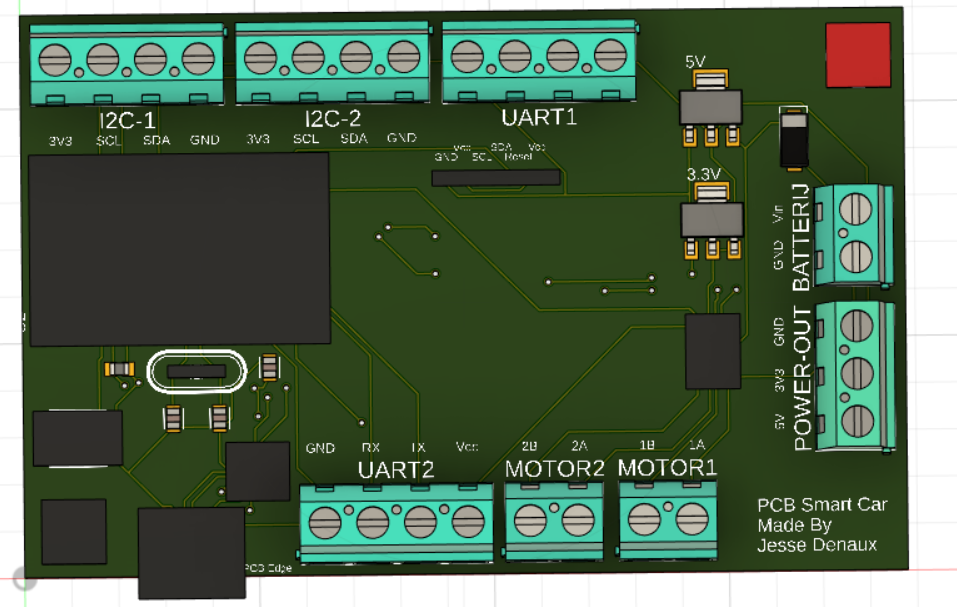 5V
I2C-1
I2C-2
UART1
3V3 SCL SDA GND
3V3 SCL SDA GND
Vcc SDA Vcc
GND SCL Reset
3.3V
Vin
GND
BATTERIJ
GND
3V3
5V
POWER-OUT
GND RX TX Vcc
UART2
2B 2A
MOTOR2
1B 1A
MOTOR1
PCB Smart Car
Made By
Jesse Denaux
PCB Edge